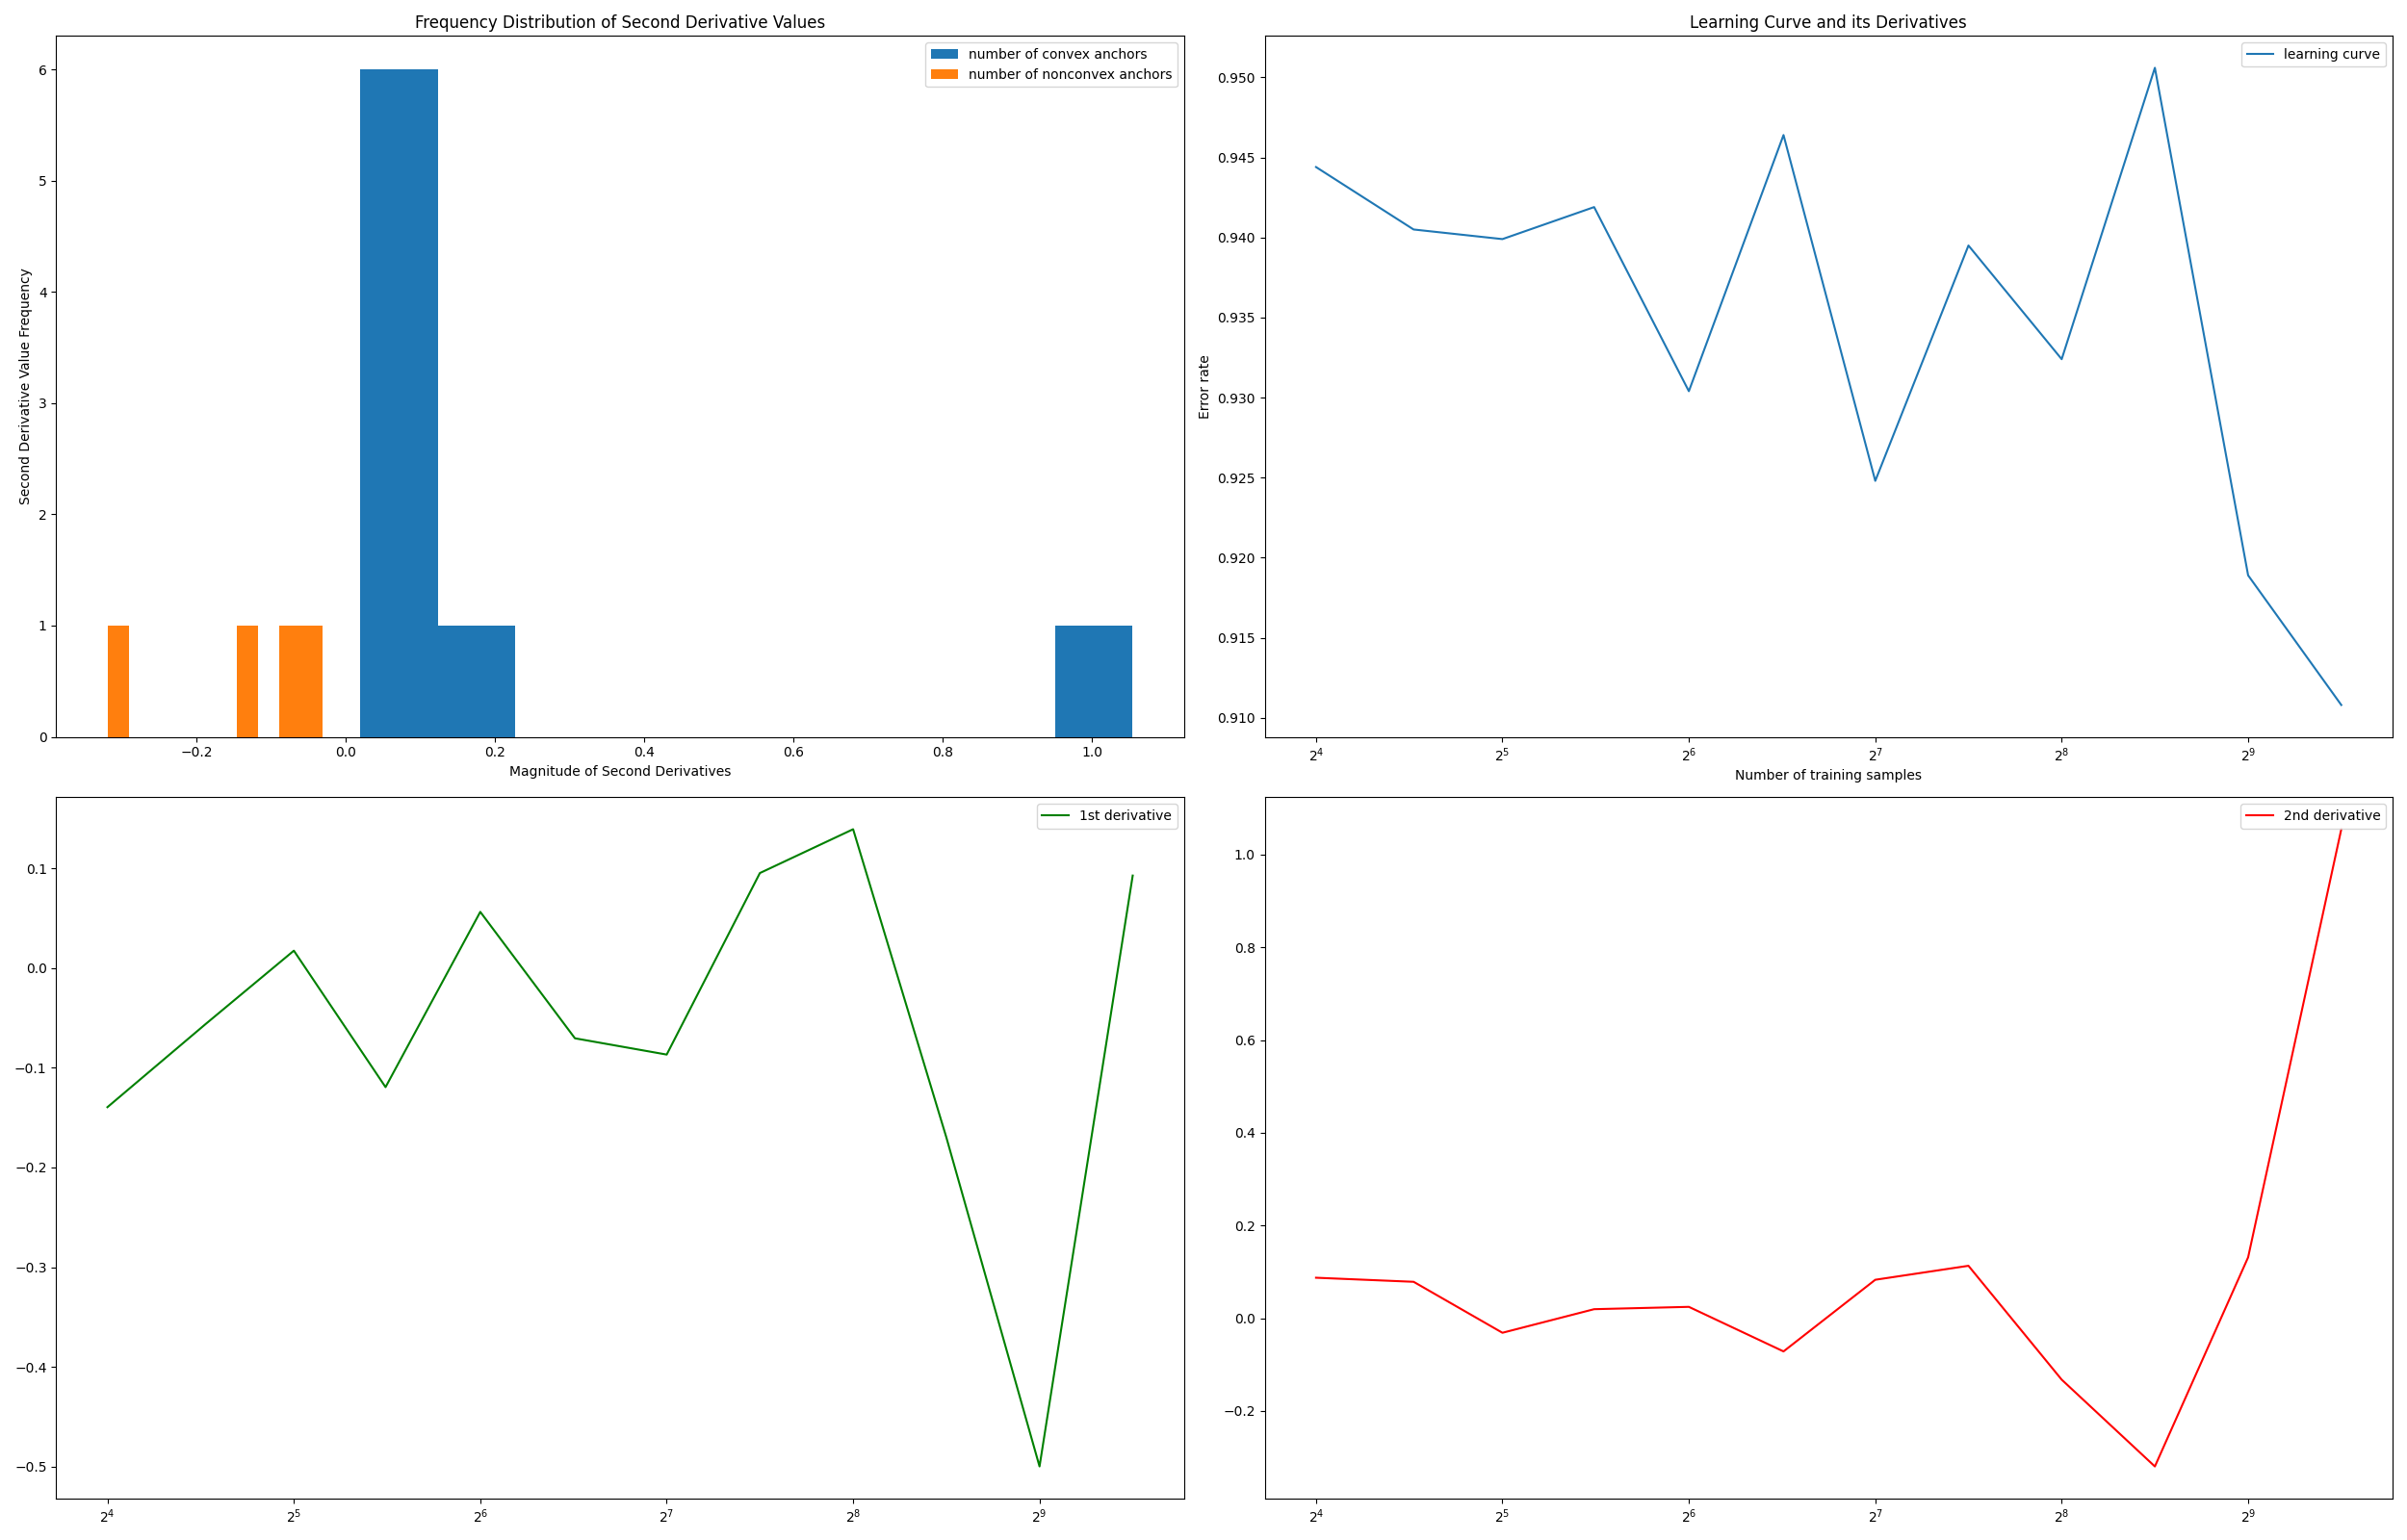 Frequency Distribution of Second Derivative Values
number of convex anchors
number of nonconvex anchors
Second Derivative Value Frequency
6
5
4
3
2
1
0
−0.2 0.0 0.2 0.4 0.6 0.8 1.0
Magnitude of Second Derivatives
Learning Curve and its Derivatives
learning curve
Error rate
0.950
0.945
0.940
0.935
0.930
0.925
0.920
0.915
0.910
2⁴ 2⁵ 2⁶ 2⁷ 2⁸ 2⁹
Number of training samples
1st derivative
0.1
0.0
−0.1
−0.2
−0.3
−0.4
−0.5
2⁴ 2⁵ 2⁶ 2⁷ 2⁸ 2⁹
2nd derivative
1.0
0.8
0.6
0.4
0.2
0.0
−0.2
2⁴ 2⁵ 2⁶ 2⁷ 2⁸ 2⁹